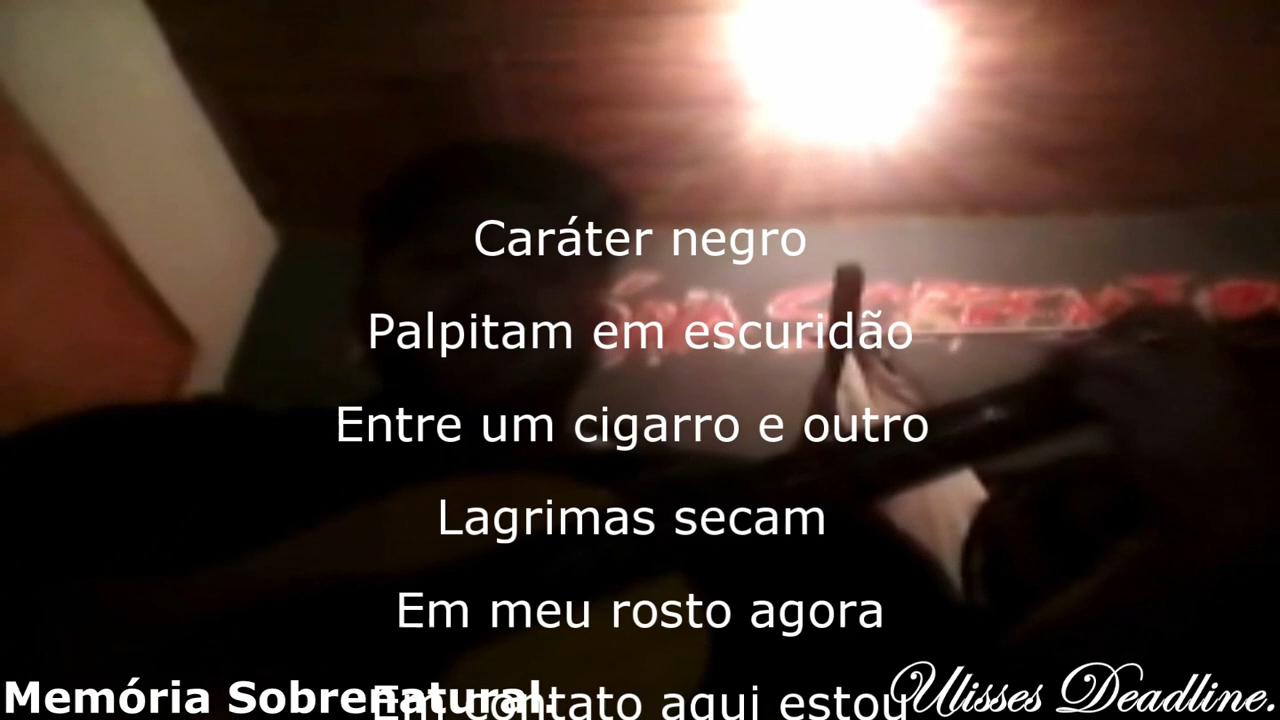 Caráter negro
Palpitam em escuridão
Entre um cigarro e outro
Lagrimas secam
Em meu rosto agora
Em contato aqui estou
Memória Sobrenatural.
Ulisses Deadline.